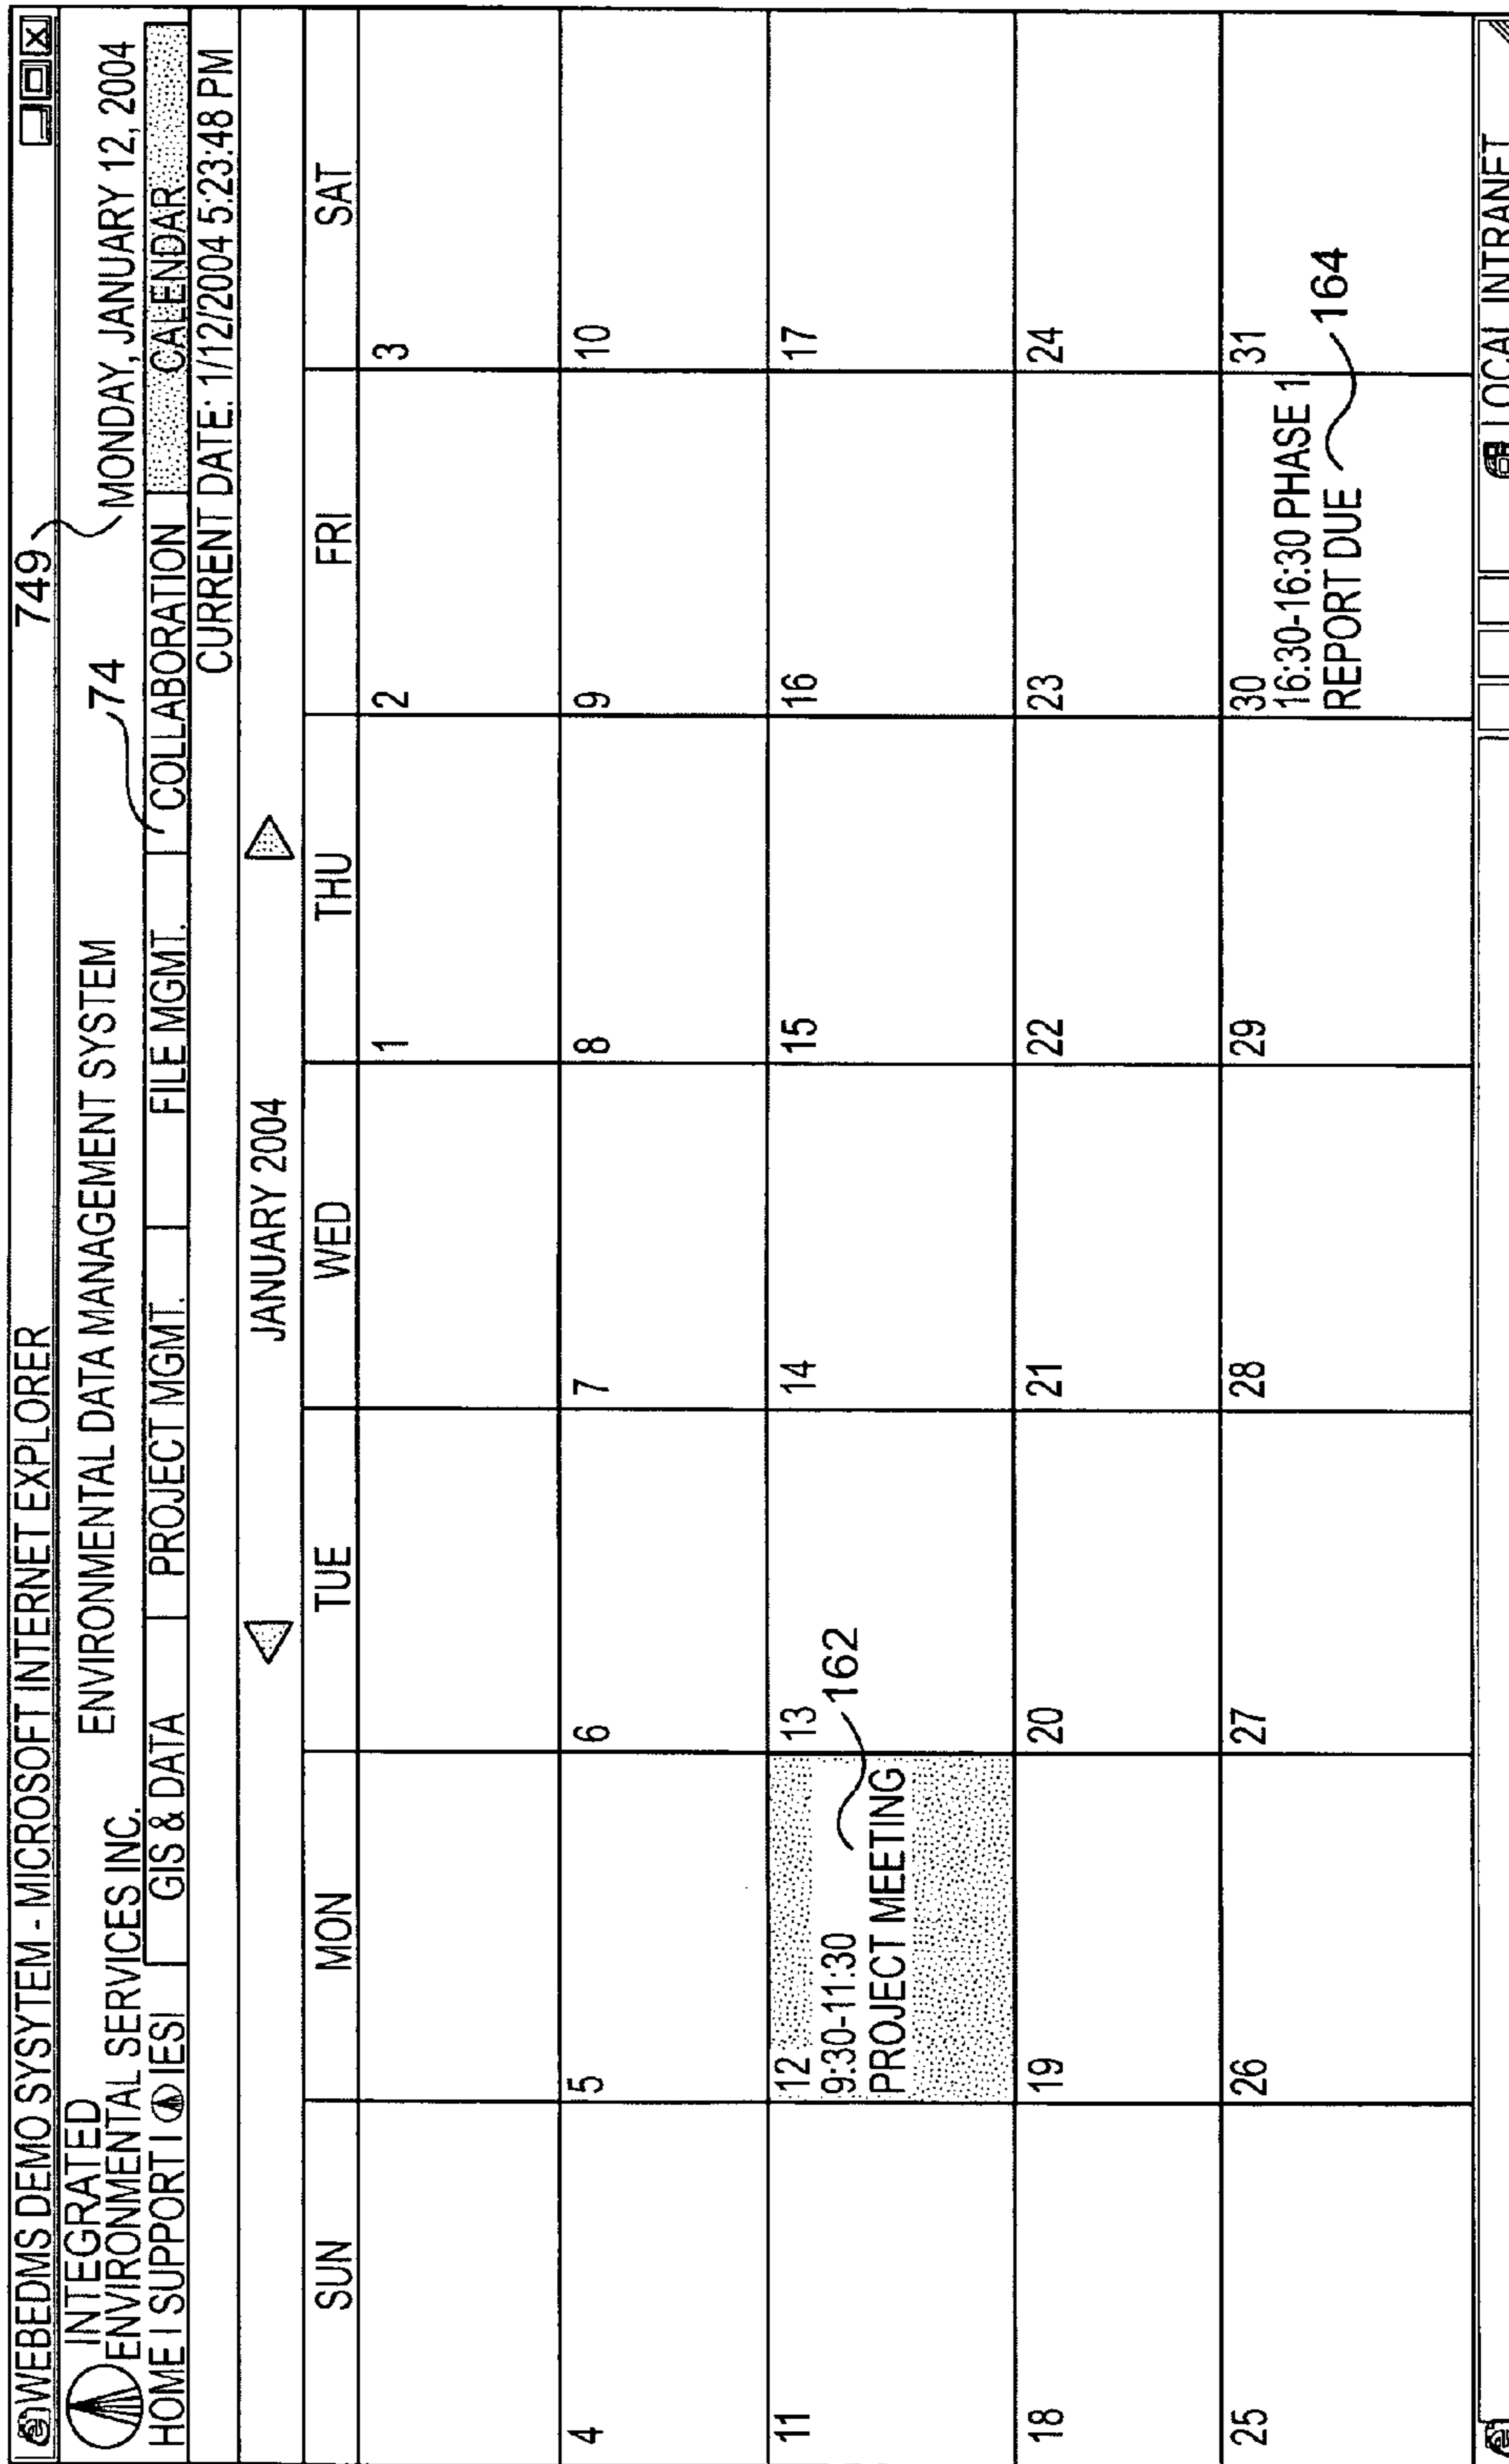 749
WEBEDMS DEMO SYSYTEM - MICROSOFT INTERNET EXPLORER
INTEGRATED
ENVIRONMENTAL SERVICES INC.
ENVIRONMENTAL DATA MANAGEMENT SYSTEM
74
MONDAY, JANUARY 12, 2004
HOME | SUPPORT | IESI GIS & DATA PROJECT MGMT. FILE MGMT. COLLABORATION CALENDAR
CURRENT DATE: 1/12/2004 5:23:48 PM
JANUARY 2004
SUN MON TUE WED THU FRI SAT
1 2 3
4 5 6 7 8 9 10
11 12 13 14 15 16 17
9:30-11:30
PROJECT MEETING
162
18 19 20 21 22 23 24
25 26 27 28 29 30 31
16:30-16:30 PHASE 1
REPORT DUE
164
LOCAL INTRANET